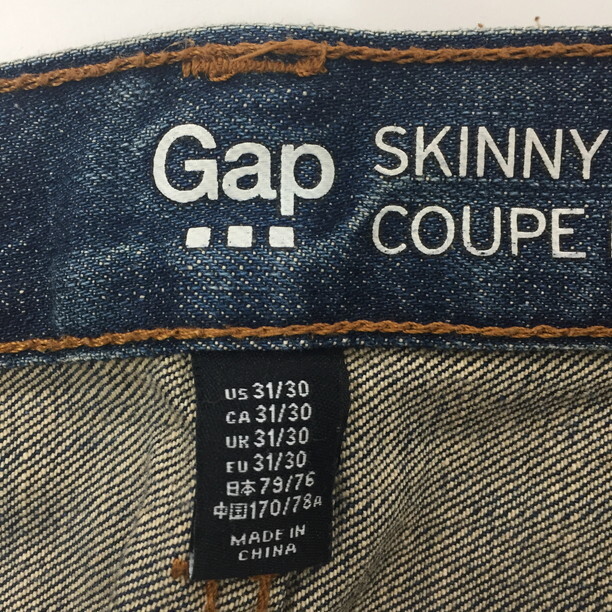 Gap
SKINNY
COUPE
US 31/30
CA 31/30
UK 31/30
EU 31/30
日本 79/76
中国 170/78A
MADE IN
CHINA